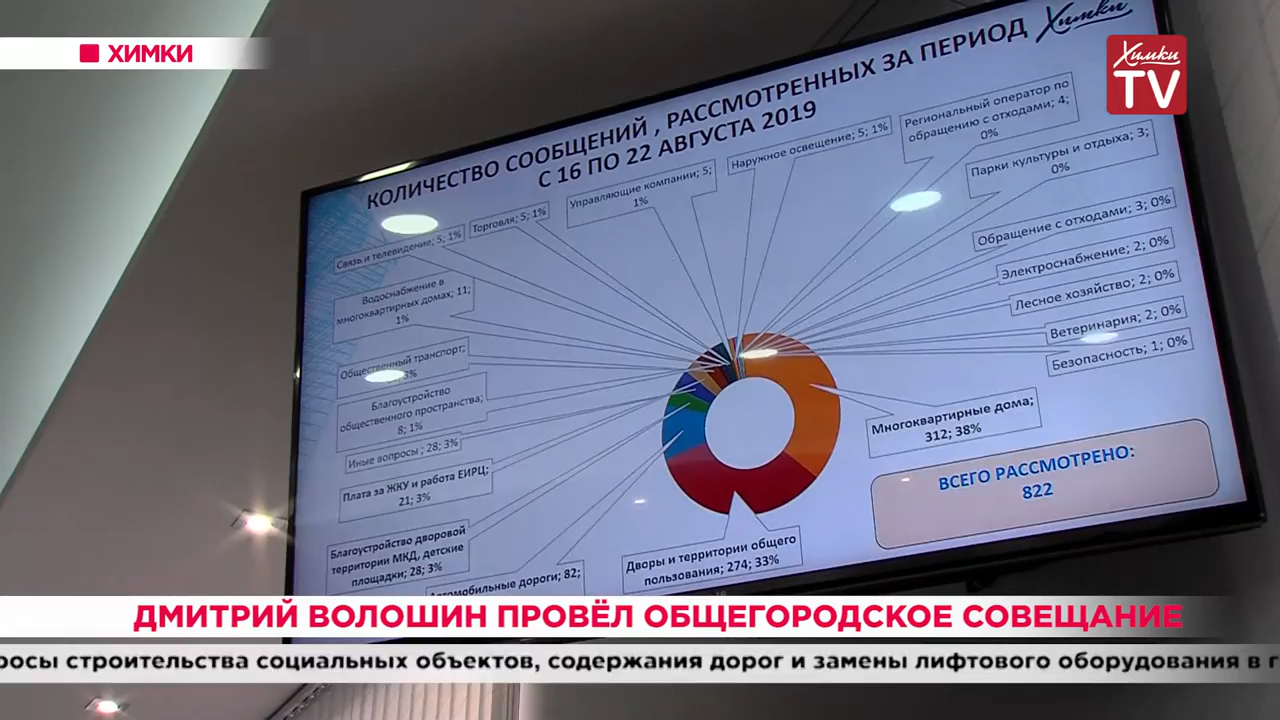 ХИМКИ
Химки
TV
Химки
КОЛИЧЕСТВО СООБЩЕНИЙ , РАССМОТРЕННЫХ ЗА ПЕРИОД
С 16 ПО 22 АВГУСТА 2019
Связь и телевидение; 5; 1%
Торговля; 5; 1%
Управляющие компании; 5;
1%
Наружное освещение; 5; 1%
Региональный оператор по
обращению с отходами; 4;
0%
Парки культуры и отдыха; 3;
0%
Обращение с отходами; 3; 0%
Электроснабжение; 2; 0%
Лесное хозяйство; 2; 0%
Ветеринария; 2; 0%
Безопасность; 1; 0%
Водоснабжение в
многоквартирных домах; 11;
1%
Общественный транспорт;
3%
Благоустройство
общественного пространства;
8; 1%
Иные вопросы ; 28; 3%
Плата за ЖКУ и работа ЕИРЦ;
21; 3%
Благоустройство дворовой
территории МКД, детские
площадки; 28; 3%
Автомобильные дороги; 82;
Дворы и территории общего
пользования; 274; 33%
Многоквартирные дома;
312; 38%
ВСЕГО РАССМОТРЕНО:
822
ДМИТРИЙ ВОЛОШИН ПРОВЁЛ ОБЩЕГОРОДСКОЕ СОВЕЩАНИЕ
росы строительства социальных объектов, содержания дорог и замены лифтового оборудования в г